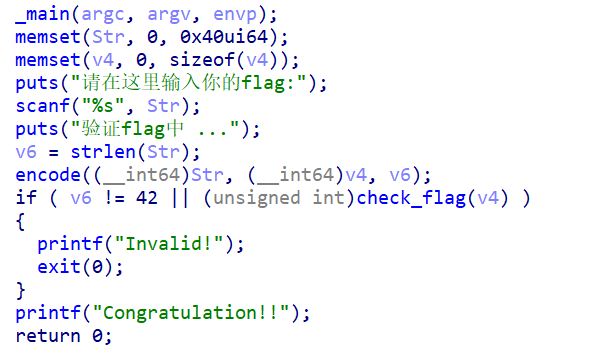 _main(argc, argv, envp);
memset(Str, 0, 0x40ui64);
memset(v4, 0, sizeof(v4));
puts("请在这里输入你的flag:");
scanf("%s", Str);
puts("验证flag中 ...");
v6 = strlen(Str);
encode((__int64)Str, (__int64)v4, v6);
if ( v6 != 42 || (unsigned int)check_flag(v4) )
{
printf("Invalid!");
exit(0);
}
printf("Congratulation!!");
return 0;